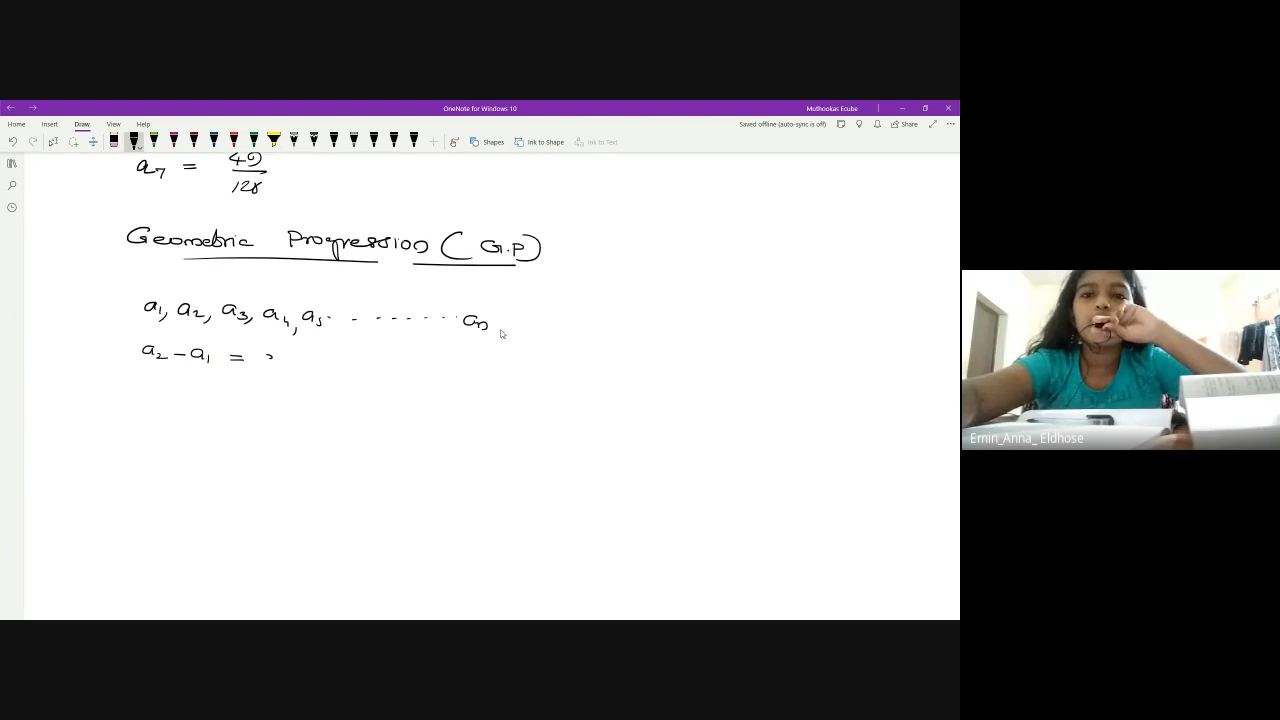 OneNote for Windows 10
Muthookas Ecube
Home Insert Draw View Help
Saved offline (auto-sync is off)
Share
Shapes Ink to Shape Ink to Text
a₇ = 49/128
Geometric Progression (G.P)
a₁, a₂, a₃, a₄, a₅ . . . . . . . . . aₙ
a₂ – a₁ =
Emin_Anna_ Eldhose